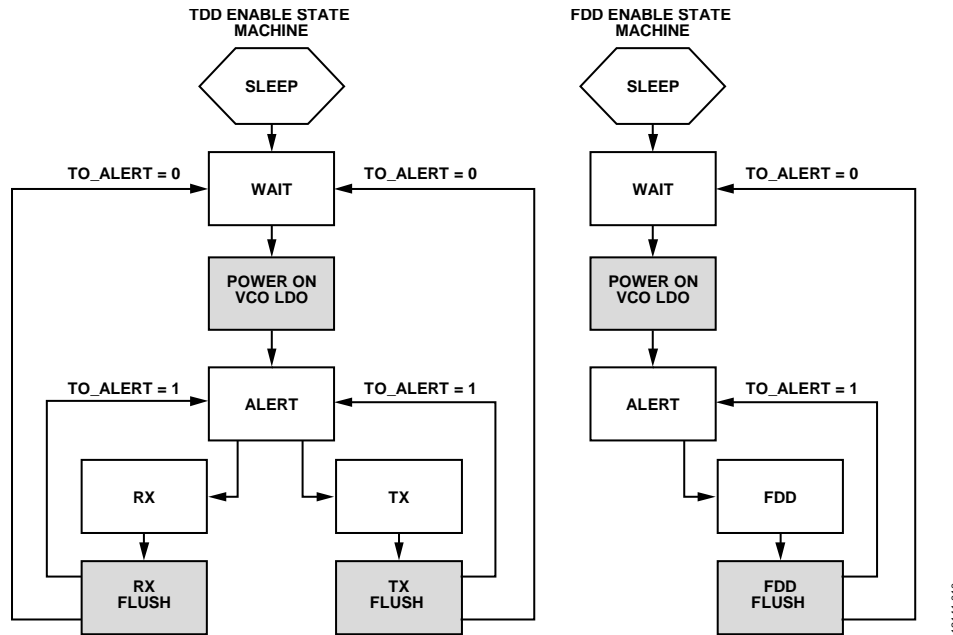 TDD ENABLE STATE
MACHINE
SLEEP
TO_ALERT = 0
WAIT
TO_ALERT = 0
POWER ON
VCO LDO
TO_ALERT = 1
ALERT
TO_ALERT = 1
RX
TX
RX
FLUSH
TX
FLUSH
FDD ENABLE STATE
MACHINE
SLEEP
WAIT
TO_ALERT = 0
POWER ON
VCO LDO
ALERT
TO_ALERT = 1
FDD
FDD
FLUSH